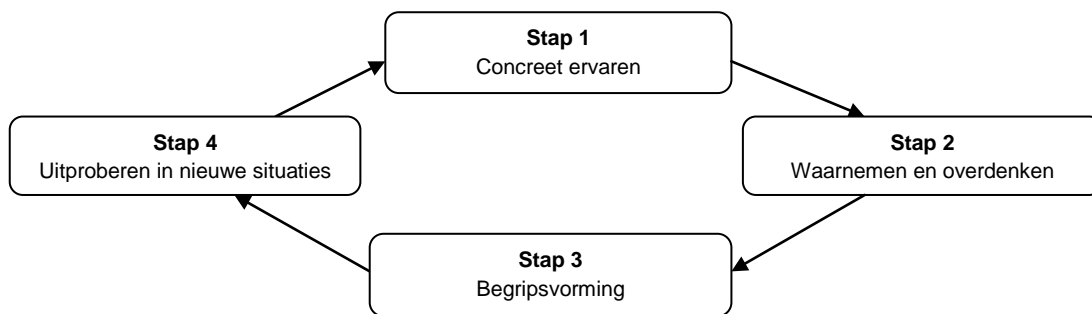 Stap 1
Concreet ervaren
Stap 4
Uitproberen in nieuwe situaties
Stap 2
Waarnemen en overdenken
Stap 3
Begripsvorming